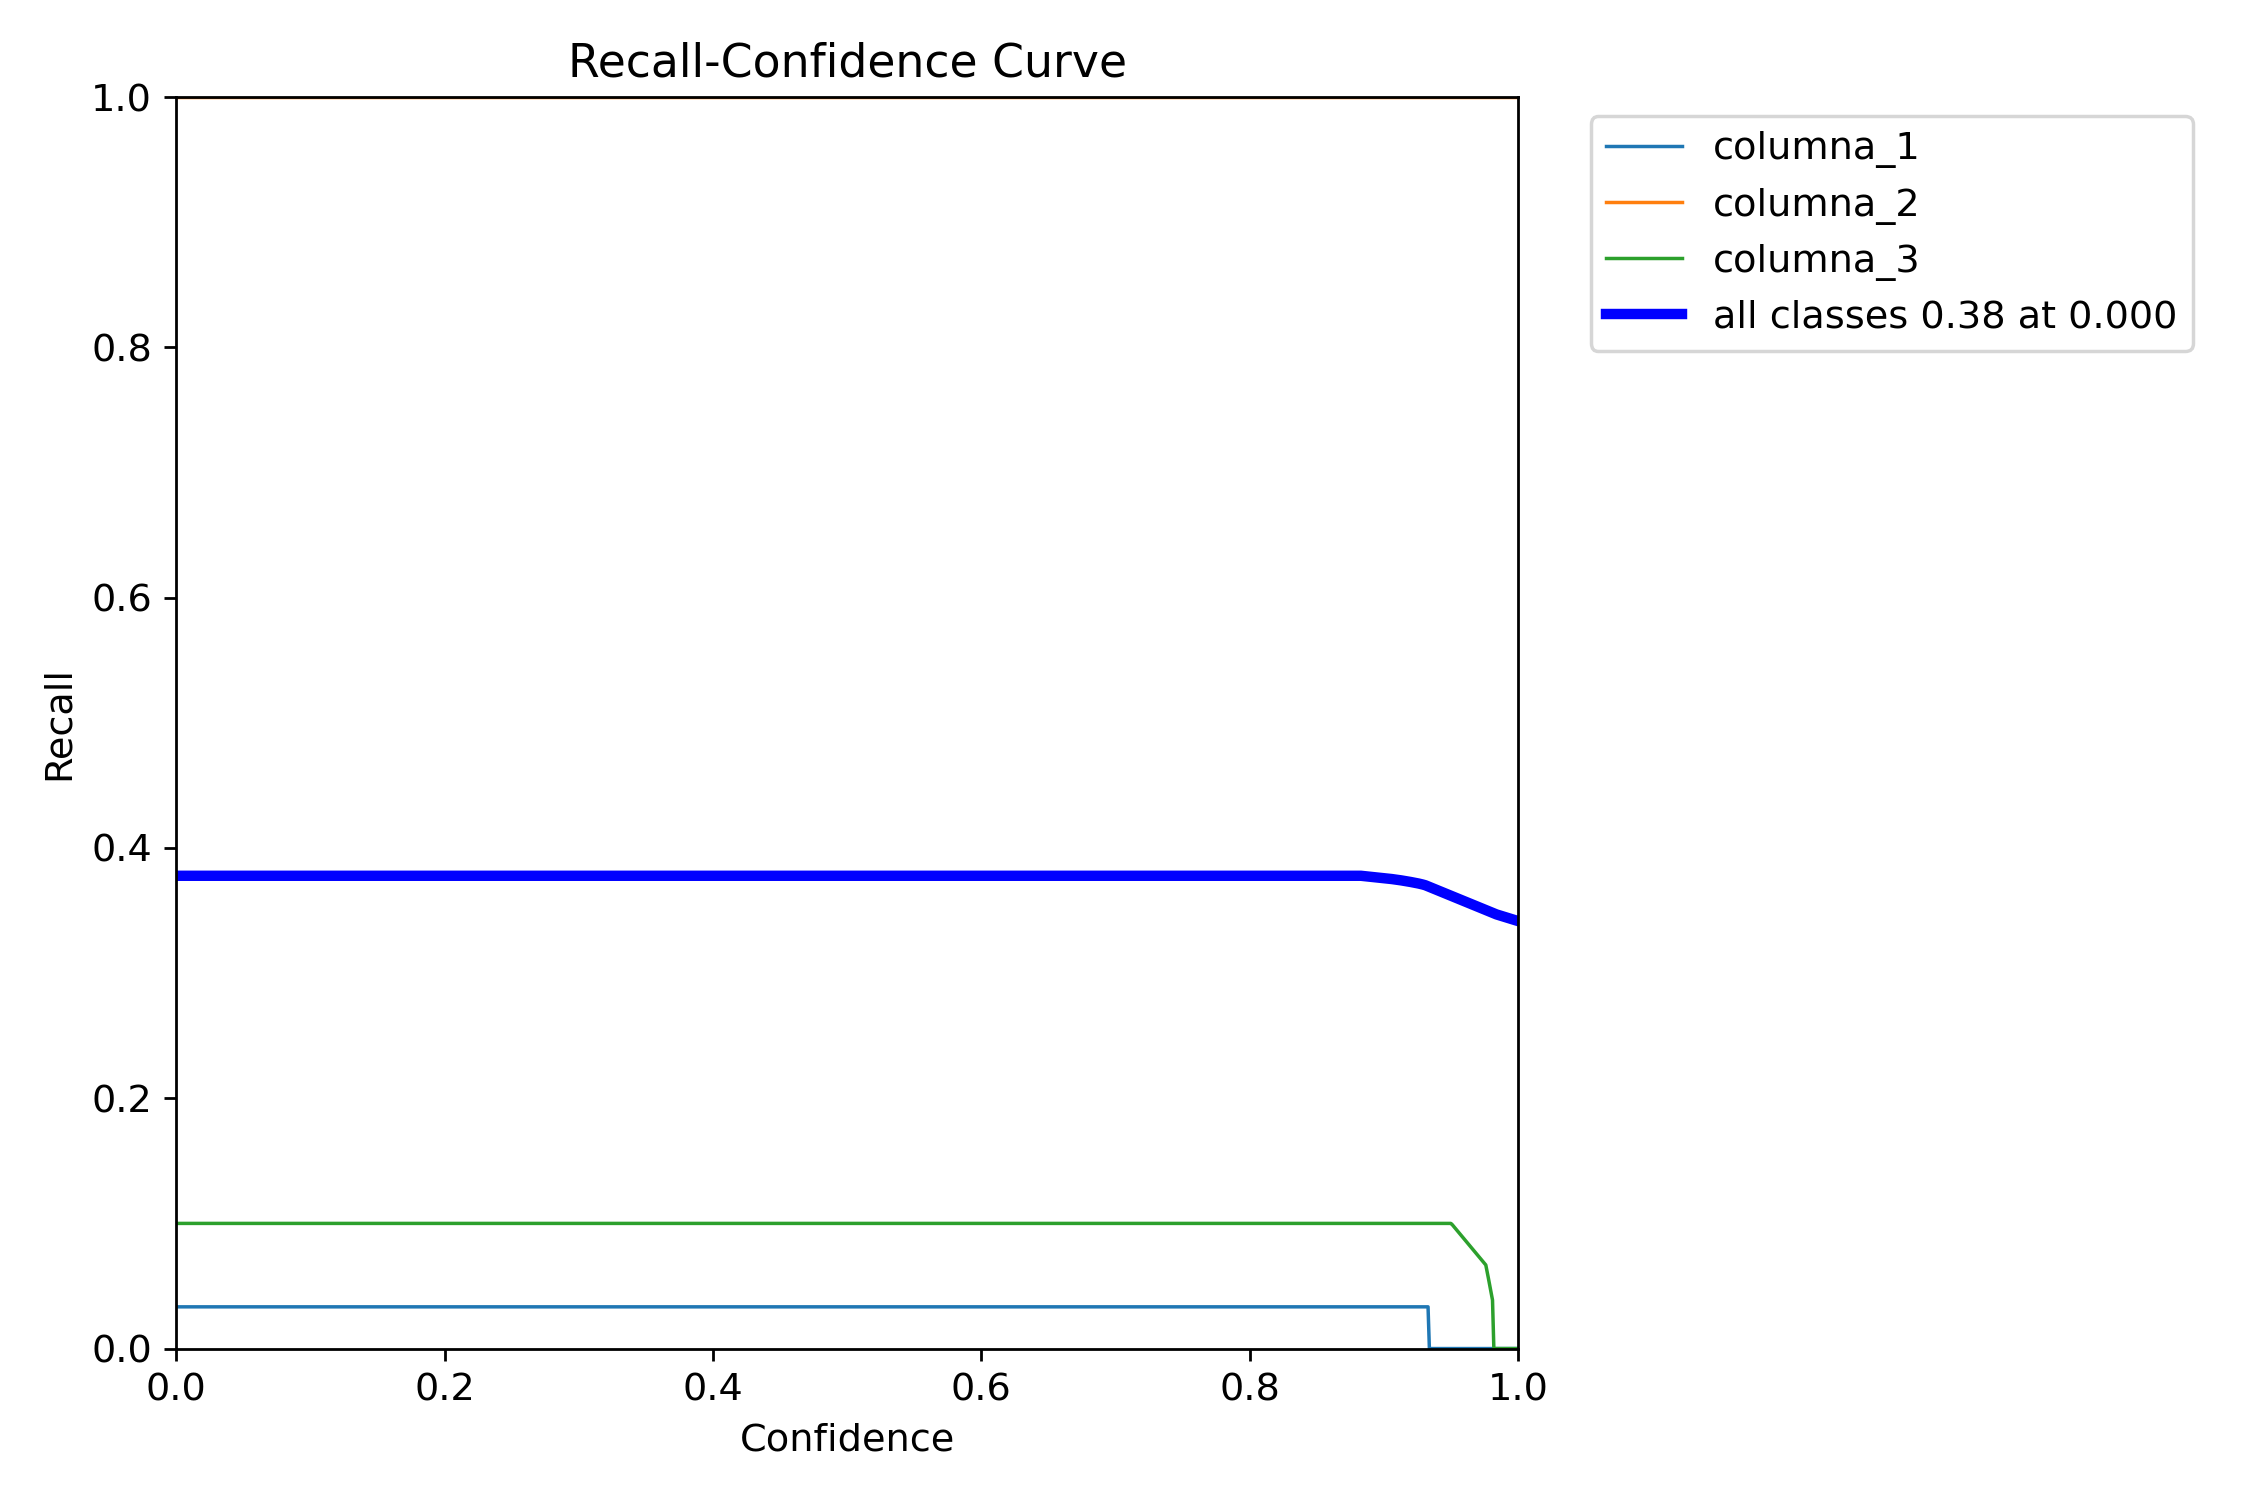 Recall-Confidence Curve
1.0
0.8
0.6
0.4
0.2
0.0
Recall
0.0 0.2 0.4 0.6 0.8 1.0
Confidence
columna_1
columna_2
columna_3
all classes 0.38 at 0.000